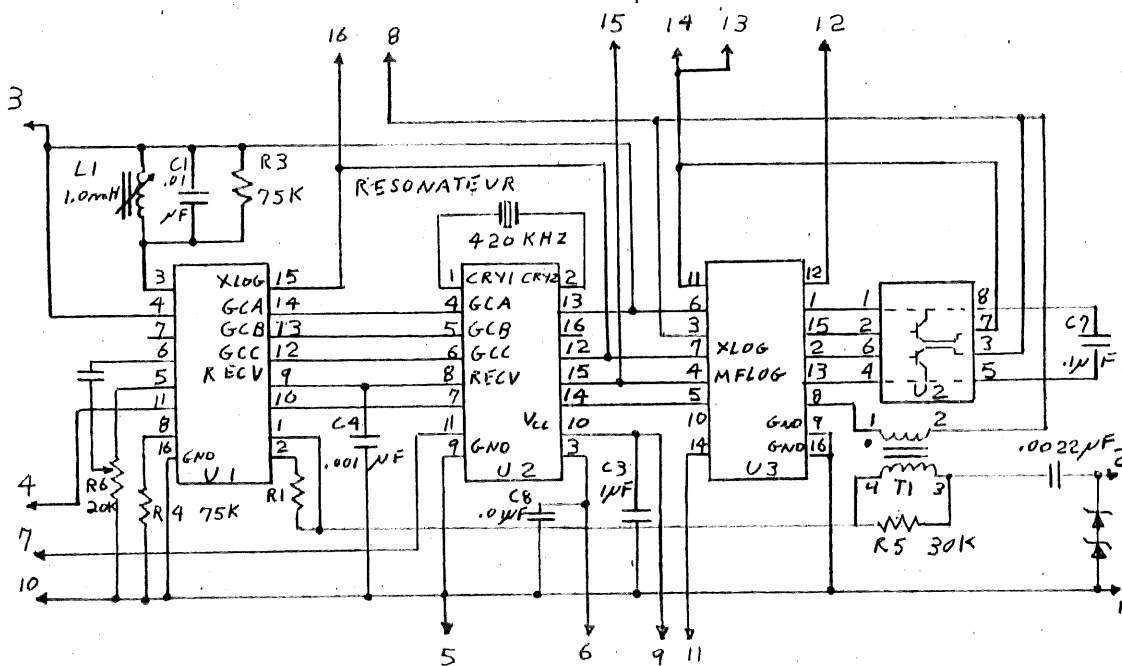 16 8 15 14 13 12
3
L1
1.0mH
C1
.01
µF
R3
75K
RESONATEUR
420 KHZ
3 XLOG 15
4 GCA 14
7 GCB 13
6 GCC 12
5 RECV 9
11 10
8 1
16 GND 2
U1
1 CRY1 CRY2 2
4 GCA 13
5 GCB 16
6 GCC 12
8 RECV 15
7 14
11 Vcc 10
9 GND 3
U2
11 12
6 1
3 15
7 XLOG 2
4 MFLOG 13
5 8
10 GND 9
14 GND 16
U3
1 8
2 7
6 3
4 5
U2
C7
.1µF
1 2
4 T1 3
R5 30K
.0022µF
2
1
C4
.001 µF
R1
C8
.01µF
C3
1µF
R6
20K
R4 75K
4
7
10
5 6 9 11